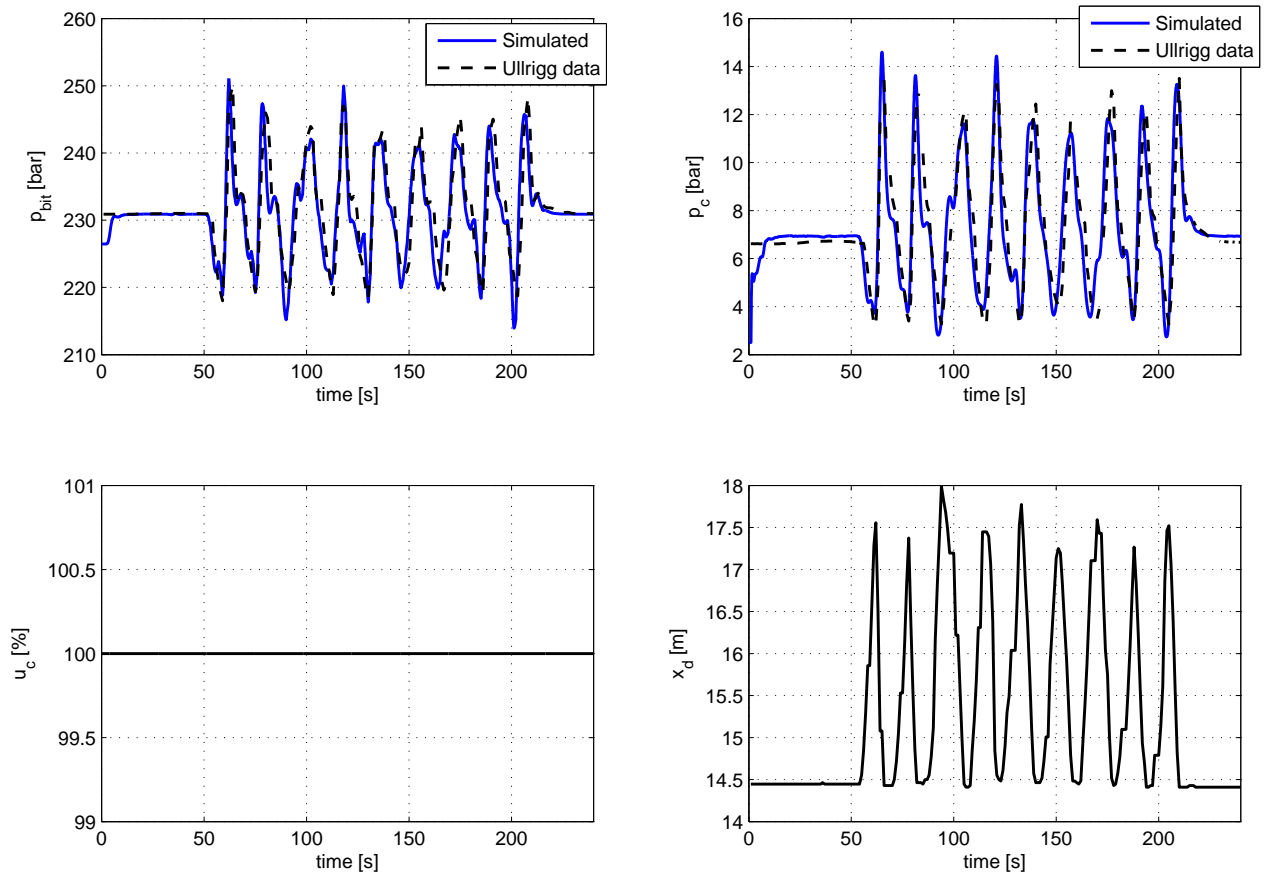 260
250
240
230
220
210
p_bit [bar]
0 50 100 150 200
time [s]
Simulated
Ullrigg data
16
14
12
10
8
6
4
2
p_c [bar]
0 50 100 150 200
time [s]
Simulated
Ullrigg data
101
100.5
100
99.5
99
u_c [%]
0 50 100 150 200
time [s]
18
17.5
17
16.5
16
15.5
15
14.5
14
x_d [m]
0 50 100 150 200
time [s]